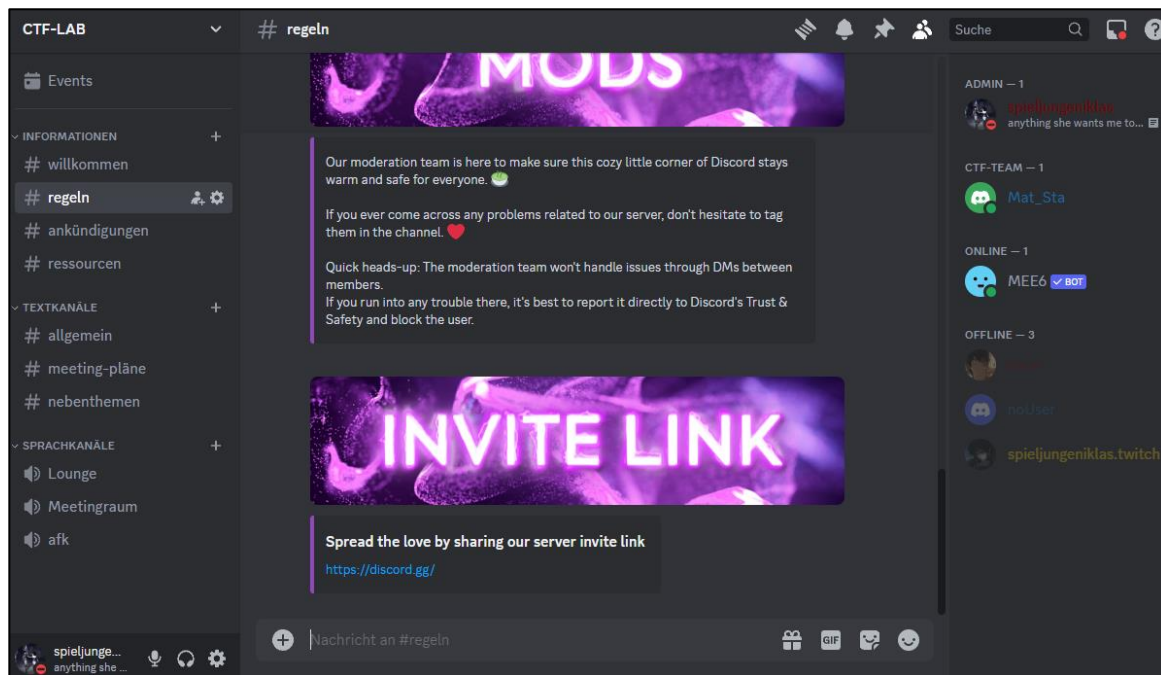 CTF-LAB
Events
INFORMATIONEN
willkommen
regeln
ankündigungen
ressourcen
TEXTKANÄLE
allgemein
meeting-pläne
nebenthemen
SPRACHKANÄLE
Lounge
Meetingraum
afk
spieljunge...
anything she ...
# regeln
MODS
Our moderation team is here to make sure this cozy little corner of Discord stays
warm and safe for everyone.
If you ever come across any problems related to our server, don't hesitate to tag
them in the channel.
Quick heads-up: The moderation team won't handle issues through DMs between
members.
If you run into any trouble there, it's best to report it directly to Discord's Trust &
Safety and block the user.
INVITE LINK
Spread the love by sharing our server invite link
https://discord.gg/
Nachricht an #regeln
GIF
Suche
ADMIN — 1
spieljungeniklas
anything she wants me to...
CTF-TEAM — 1
Mat_Sta
ONLINE — 1
MEE6 ✓ BOT
OFFLINE — 3
noUser
spieljungeniklas.twitch